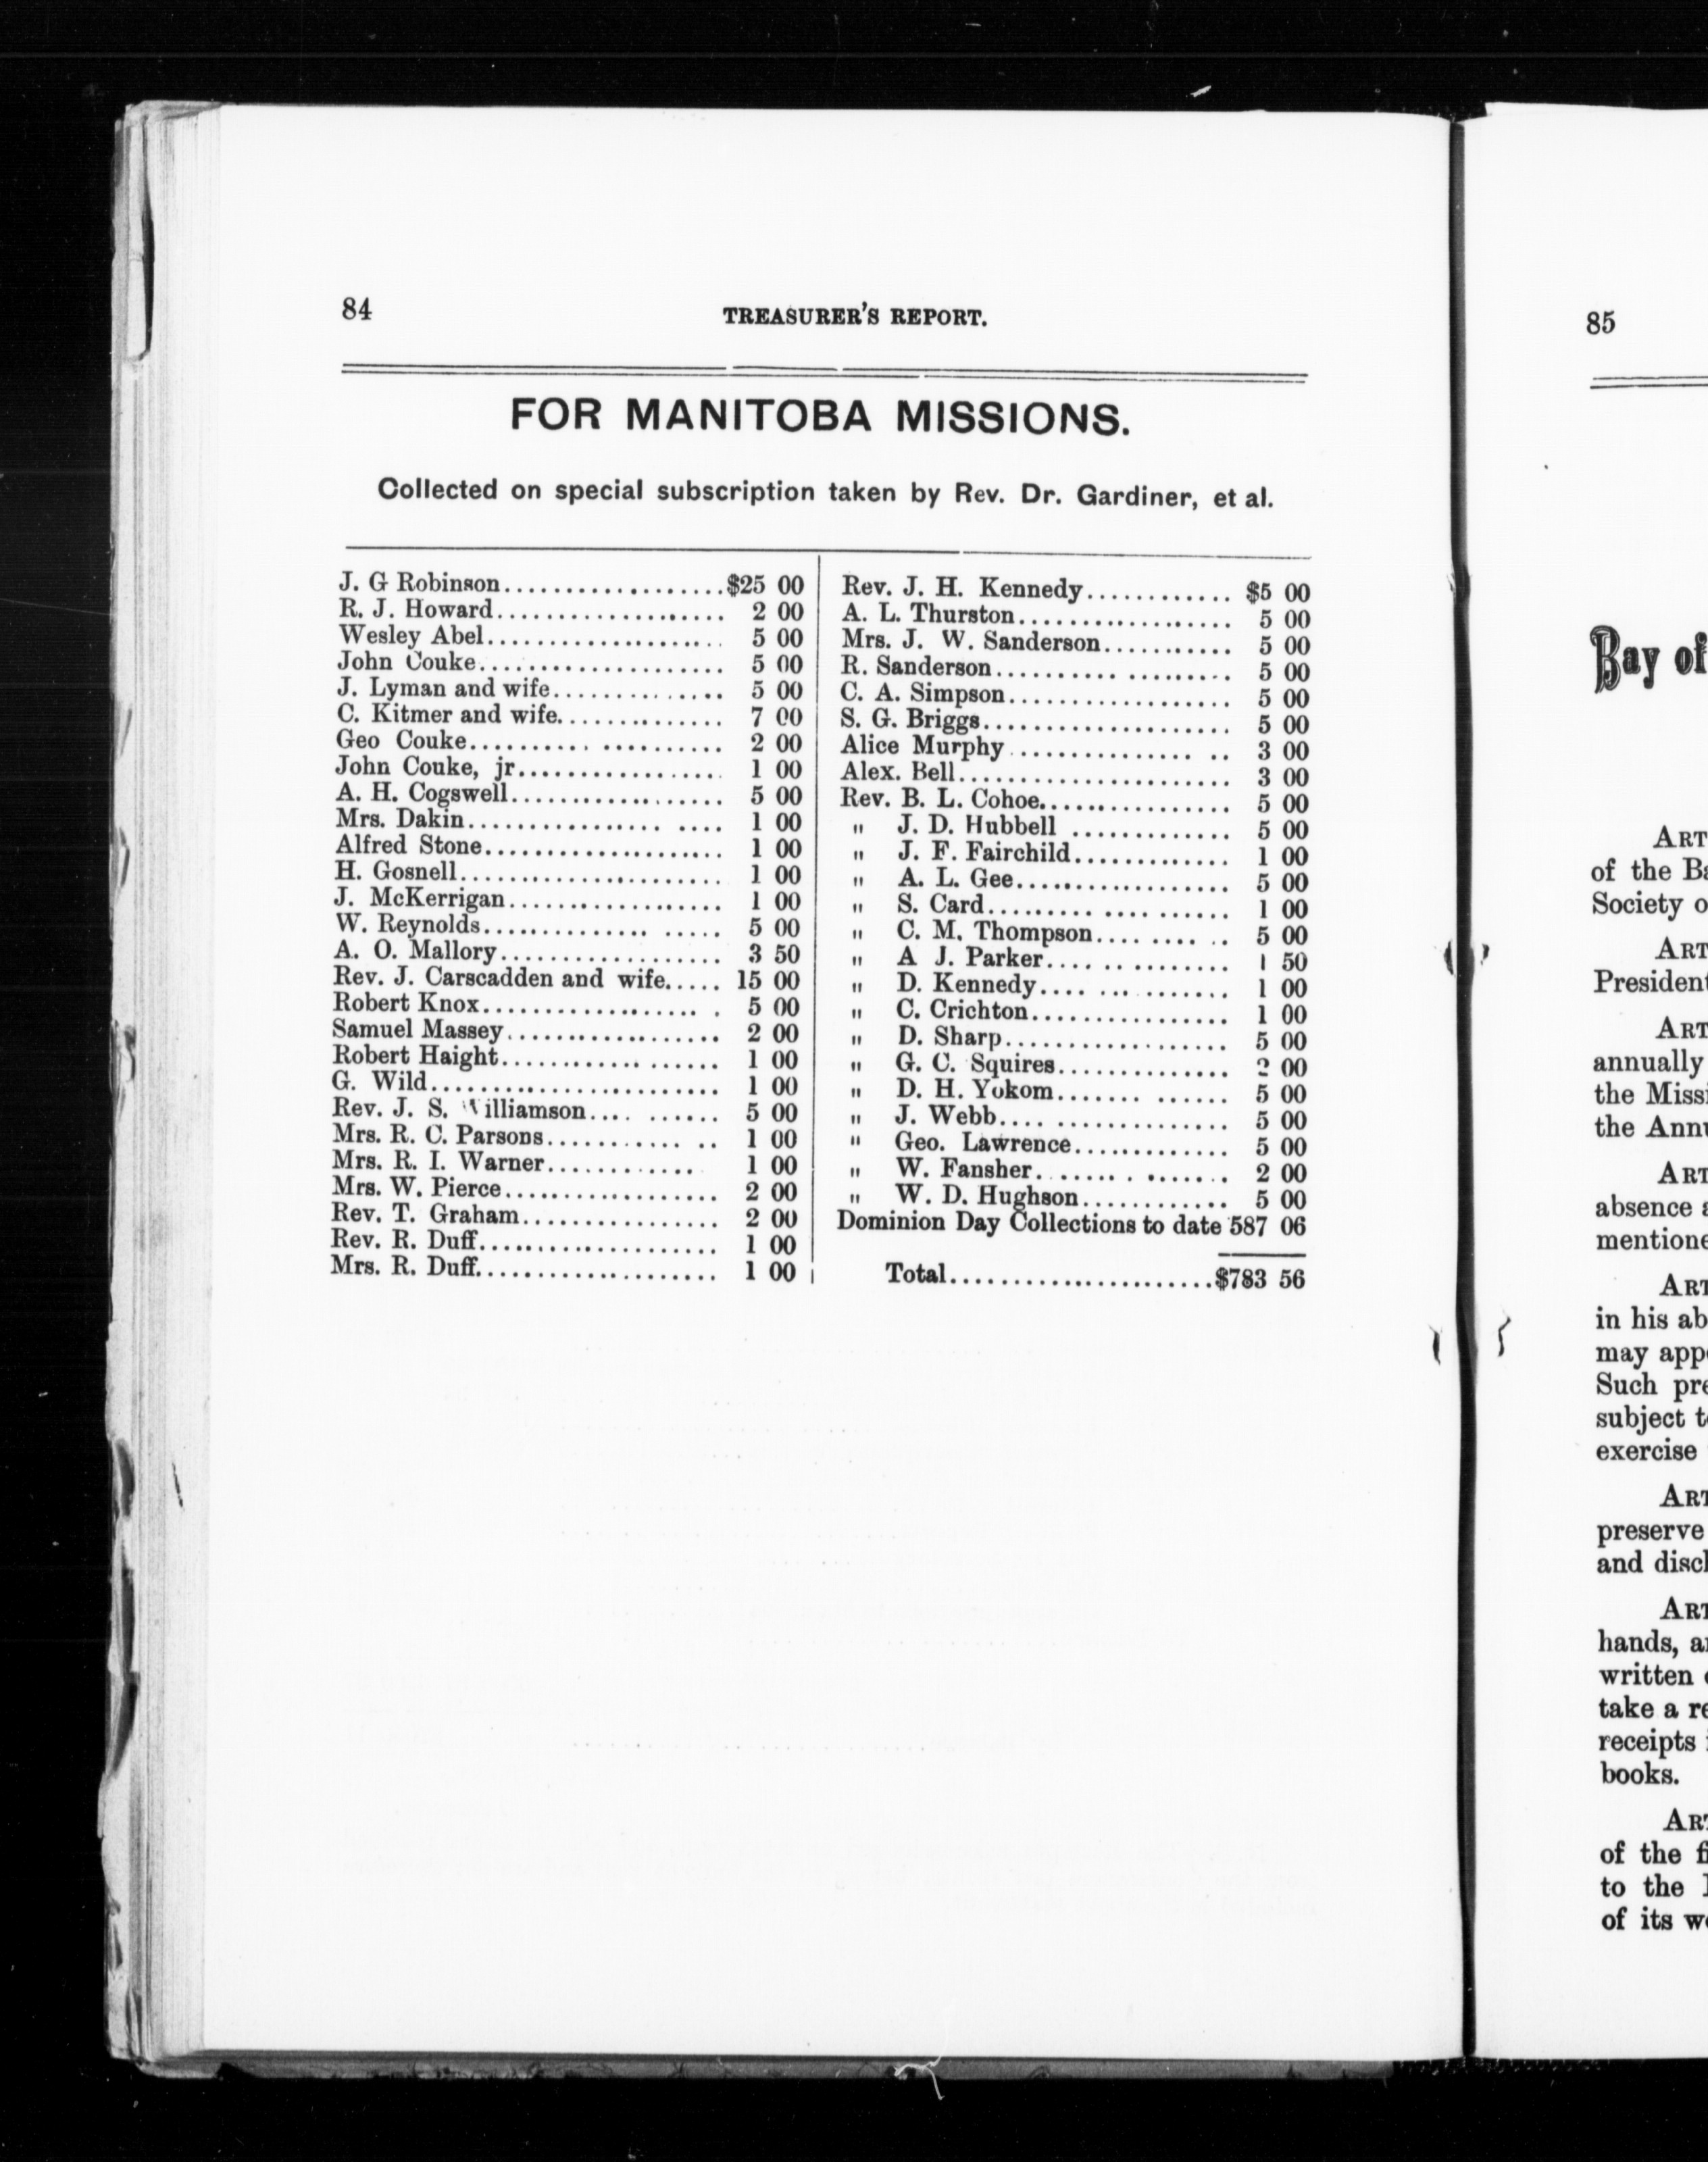 84
TREASURER'S REPORT.
FOR MANITOBA MISSIONS.
Collected on special subscription taken by Rev. Dr. Gardiner, et al.
J. G Robinson....................$25 00
R. J. Howard..................... 2 00
Wesley Abel...................... 5 00
John Couke....................... 5 00
J. Lyman and wife................ 5 00
C. Kitmer and wife............... 7 00
Geo Couke........................ 2 00
John Couke, jr................... 1 00
A. H. Cogswell................... 5 00
Mrs. Dakin....................... 1 00
Alfred Stone..................... 1 00
H. Gosnell....................... 1 00
J. McKerrigan.................... 1 00
W. Reynolds...................... 5 00
A. O. Mallory.................... 3 50
Rev. J. Carscadden and wife..... 15 00
Robert Knox...................... 5 00
Samuel Massey.................... 2 00
Robert Haight.................... 1 00
G. Wild.......................... 1 00
Rev. J. S. Williamson............ 5 00
Mrs. R. C. Parsons............... 1 00
Mrs. R. I. Warner................ 1 00
Mrs. W. Pierce................... 2 00
Rev. T. Graham................... 2 00
Rev. R. Duff..................... 1 00
Mrs. R. Duff..................... 1 00
Rev. J. H. Kennedy............ $5 00
A. L. Thurston.................. 5 00
Mrs. J. W. Sanderson........... 5 00
R. Sanderson.................... 5 00
C. A. Simpson................... 5 00
S. G. Briggs.................... 5 00
Alice Murphy.................... 3 00
Alex. Bell...................... 3 00
Rev. B. L. Cohoe................ 5 00
" J. D. Hubbell ............. 5 00
" J. F. Fairchild............. 1 00
" A. L. Gee................... 5 00
" S. Card..................... 1 00
" C. M. Thompson.............. 5 00
" A J. Parker................. 1 50
" D. Kennedy.................. 1 00
" C. Crichton................. 1 00
" D. Sharp.................... 5 00
" G. C. Squires............... 2 00
" D. H. Yokom................. 5 00
" J. Webb..................... 5 00
" Geo. Lawrence............... 5 00
" W. Fansher.................. 2 00
" W. D. Hughson............... 5 00
Dominion Day Collections to date 587 06
Total.....................$783 56
85
Bay of
ART
of the
Society
ART
President
ART
annually
the
the
ART
absence
ART
in his
may
Such
subject
exercise
ART
preserve
and
ART
hands,
written
take a
receipts
books.
ART
of the
to the
of its